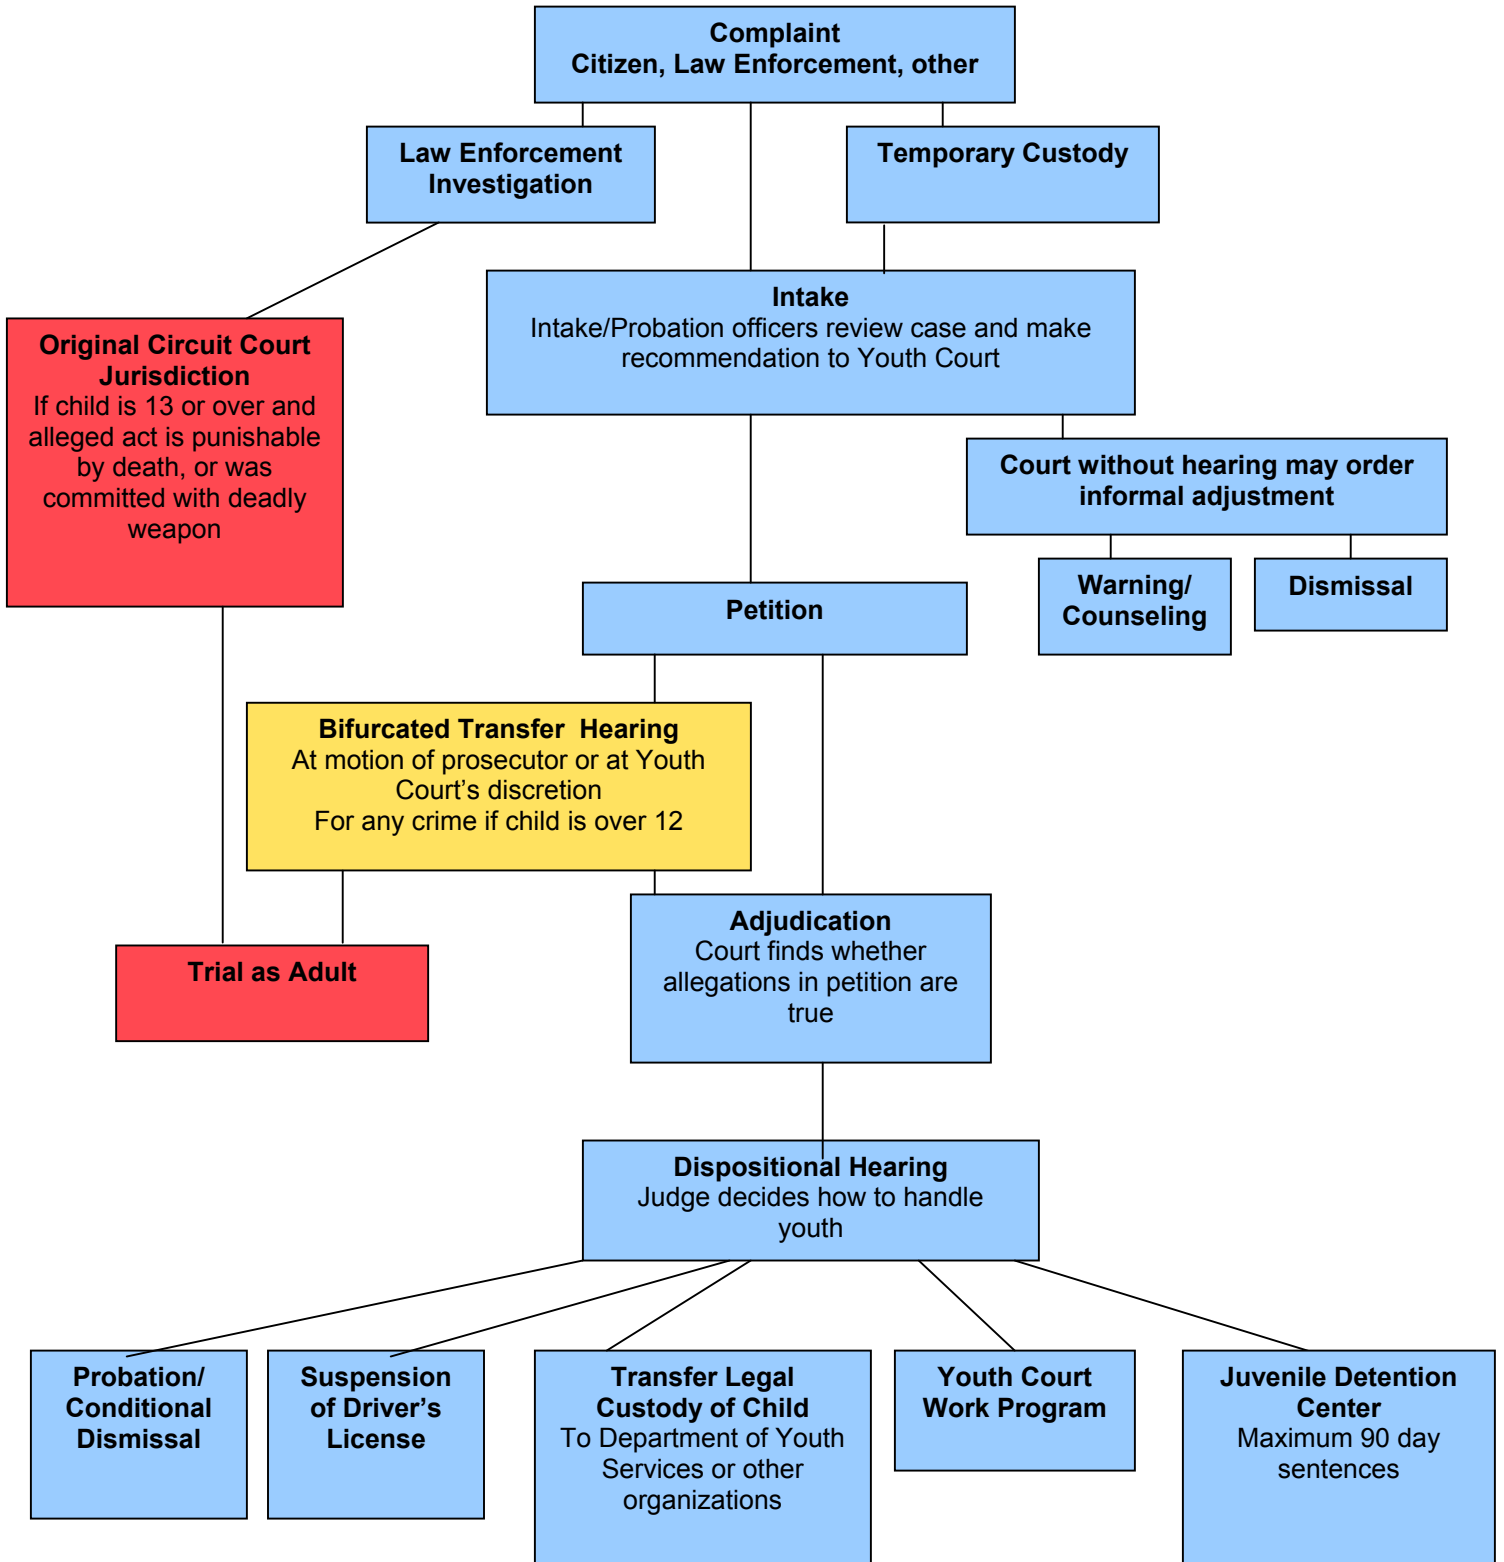 Complaint
Citizen, Law Enforcement, other
Law Enforcement
Investigation
Temporary Custody
Intake
Intake/Probation officers review case and make
recommendation to Youth Court
Original Circuit Court
Jurisdiction
If child is 13 or over and
alleged act is punishable
by death, or was
committed with deadly
weapon
Court without hearing may order
informal adjustment
Warning/
Counseling
Dismissal
Petition
Bifurcated Transfer  Hearing
At motion of prosecutor or at Youth
Court’s discretion
For any crime if child is over 12
Adjudication
Court finds whether
allegations in petition are
true
Trial as Adult
Dispositional Hearing
Judge decides how to handle
youth
Probation/
Conditional
Dismissal
Suspension
of Driver’s
License
Transfer Legal
Custody of Child
To Department of Youth
Services or other
organizations
Youth Court
Work Program
Juvenile Detention
Center
Maximum 90 day
sentences